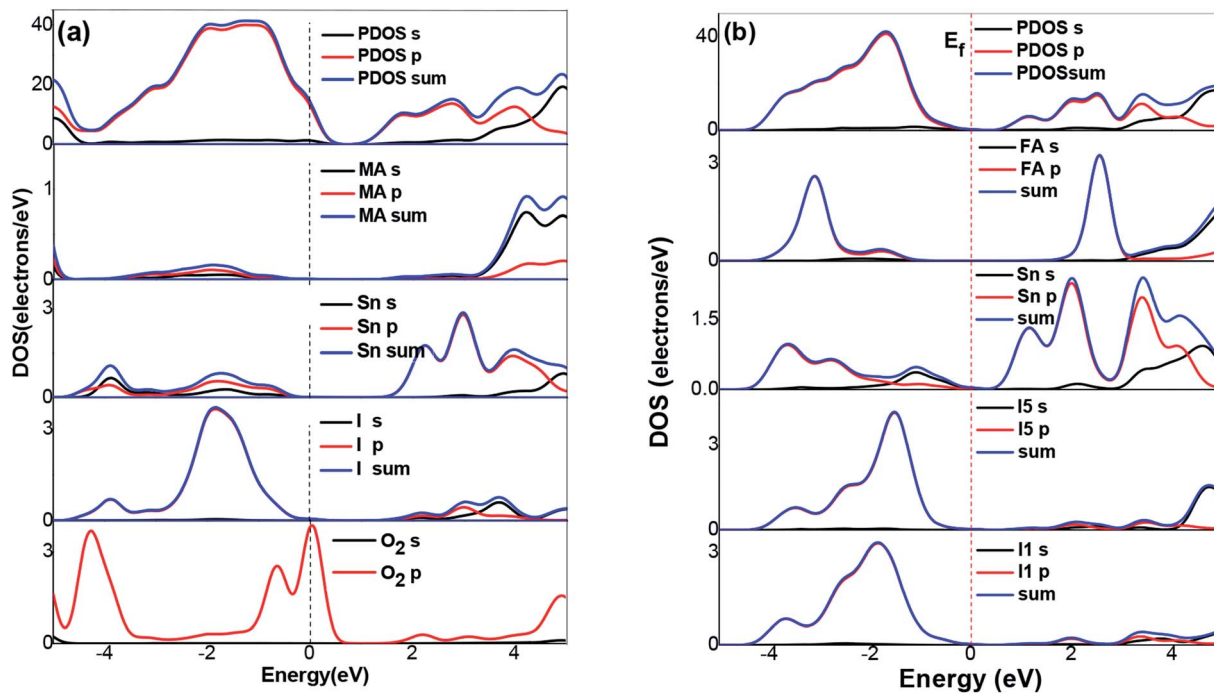 (a)
DOS(electrons/eV)
40
20
0
PDOS s
PDOS p
PDOS sum
1
0
MA s
MA p
MA sum
3
0
Sn s
Sn p
Sn sum
3
0
I s
I p
I sum
3
0
O2 s
O2 p
-4 -2 0 2 4
Energy(eV)
(b)
Ef
DOS (electrons/eV)
40
0
PDOS s
PDOS p
PDOSsum
3
0
FA s
FA p
sum
1.5
0.0
Sn s
Sn p
sum
3
0
I5 s
I5 p
sum
3
0
I1 s
I1 p
sum
-4 -2 0 2 4
Energy (eV)